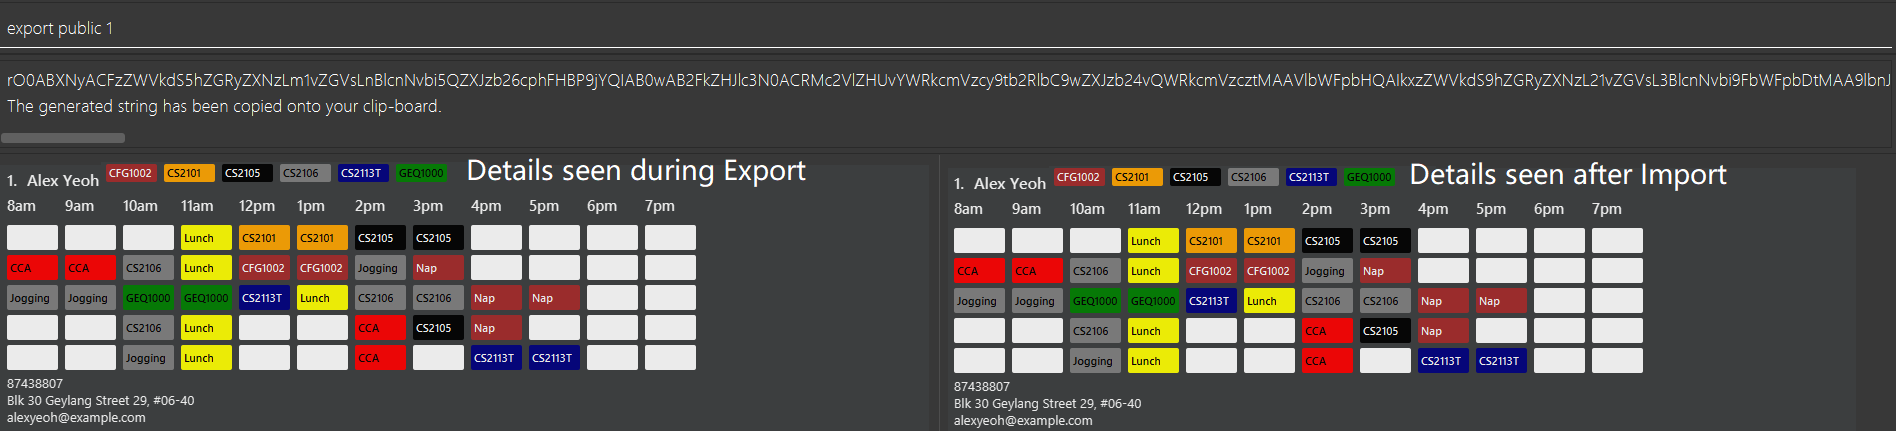 export public 1
rO0ABXNyACFzZWVkdS5hZGRyZXNzLm1vZGVsLnBlcnNvbi5QZXJzb26cphFHBP9jYQIAB0wAB2FkZHJlc3N0ACRMc2VlZHUvYWRkcmVzcy9tb2RlbC9wZXJzb24vQWRkcmVzcztMAAVlbWFpbHQAIkxzZWVkdS9hZGRyZXNzL21vZGVsL3BlcnNvbi9FbWFpbDtMAA9lbnJ
The generated string has been copied onto your clip-board.
1. Alex Yeoh CFG1002 CS2101 CS2105 CS2106 CS2113T GEQ1000 Details seen during Export
8am 9am 10am 11am 12pm 1pm 2pm 3pm 4pm 5pm 6pm 7pm
Lunch CS2101 CS2101 CS2105 CS2105
CCA CCA CS2106 Lunch CFG1002 CFG1002 Jogging Nap
Jogging Jogging GEQ1000 GEQ1000 CS2113T Lunch CS2106 CS2106 Nap Nap
CS2106 Lunch CCA CS2105 Nap
Jogging Lunch CCA CS2113T CS2113T
87438807
Blk 30 Geylang Street 29, #06-40
alexyeoh@example.com
1. Alex Yeoh CFG1002 CS2101 CS2105 CS2106 CS2113T GEQ1000 Details seen after Import
8am 9am 10am 11am 12pm 1pm 2pm 3pm 4pm 5pm 6pm 7pm
Lunch CS2101 CS2101 CS2105 CS2105
CCA CCA CS2106 Lunch CFG1002 CFG1002 Jogging Nap
Jogging Jogging GEQ1000 GEQ1000 CS2113T Lunch CS2106 CS2106 Nap Nap
CS2106 Lunch CCA CS2105 Nap
Jogging Lunch CCA CS2113T CS2113T
87438807
Blk 30 Geylang Street 29, #06-40
alexyeoh@example.com